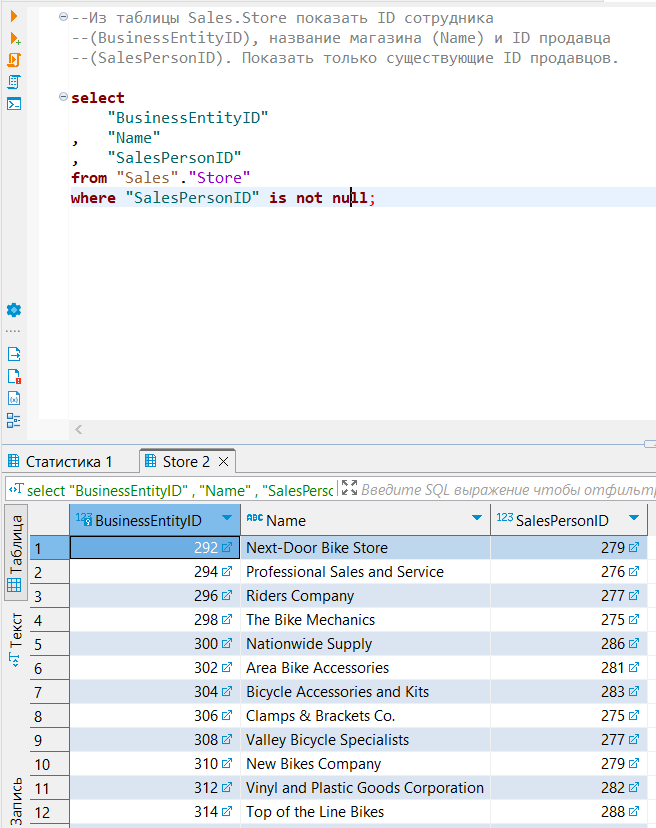 --Из таблицы Sales.Store показать ID сотрудника
--(BusinessEntityID), название магазина (Name) и ID продавца
--(SalesPersonID). Показать только существующие ID продавцов.
select
"BusinessEntityID"
, "Name"
, "SalesPersonID"
from "Sales"."Store"
where "SalesPersonID" is not null;
Статистика 1 Store 2
select "BusinessEntityID" , "Name" , "SalesPersc Введите SQL выражение чтобы отфильтр
Таблица
Текст
Запись
123 BusinessEntityID ABC Name 123 SalesPersonID
1 292 Next-Door Bike Store 279
2 294 Professional Sales and Service 276
3 296 Riders Company 277
4 298 The Bike Mechanics 275
5 300 Nationwide Supply 286
6 302 Area Bike Accessories 281
7 304 Bicycle Accessories and Kits 283
8 306 Clamps & Brackets Co. 275
9 308 Valley Bicycle Specialists 277
10 310 New Bikes Company 279
11 312 Vinyl and Plastic Goods Corporation 282
12 314 Top of the Line Bikes 288